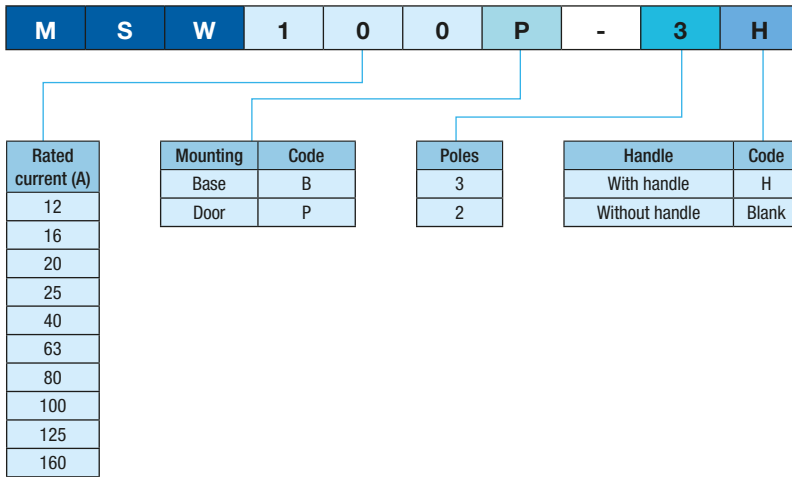 M S W 1 0 0 P - 3 H
Rated
current (A)
12
16
20
25
40
63
80
100
125
160
Mounting Code
Base B
Door P
Poles
3
2
Handle Code
With handle H
Without handle Blank